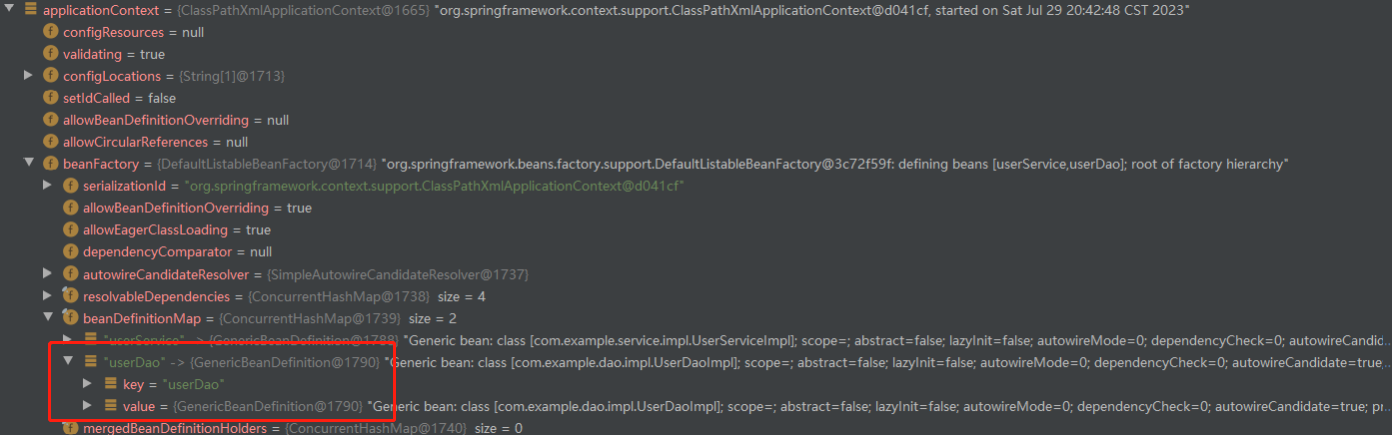 applicationContext = {ClassPathXmlApplicationContext@1665} "org.springframework.context.support.ClassPathXmlApplicationContext@d041cf, started on Sat Jul 29 20:42:48 CST 2023"
f configResources = null
f validating = true
f configLocations = {String[1]@1713}
f setIdCalled = false
f allowBeanDefinitionOverriding = null
f allowCircularReferences = null
f beanFactory = {DefaultListableBeanFactory@1714} "org.springframework.beans.factory.support.DefaultListableBeanFactory@3c72f59f: defining beans [userService,userDao]; root of factory hierarchy"
f serializationId = "org.springframework.context.support.ClassPathXmlApplicationContext@d041cf"
f allowBeanDefinitionOverriding = true
f allowEagerClassLoading = true
f dependencyComparator = null
f autowireCandidateResolver = {SimpleAutowireCandidateResolver@1737}
f resolvableDependencies = {ConcurrentHashMap@1738} size = 4
f beanDefinitionMap = {ConcurrentHashMap@1739} size = 2
"userService" -> {GenericBeanDefinition@1788} "Generic bean: class [com.example.service.impl.UserServiceImpl]; scope=; abstract=false; lazyInit=false; autowireMode=0; dependencyCheck=0; autowireCandid...
"userDao" -> {GenericBeanDefinition@1790} "Generic bean: class [com.example.dao.impl.UserDaoImpl]; scope=; abstract=false; lazyInit=false; autowireMode=0; dependencyCheck=0; autowireCandidate=true;...
key = "userDao"
value = {GenericBeanDefinition@1790} "Generic bean: class [com.example.dao.impl.UserDaoImpl]; scope=; abstract=false; lazyInit=false; autowireMode=0; dependencyCheck=0; autowireCandidate=true; pr...
f mergedBeanDefinitionHolders = {ConcurrentHashMap@1740} size = 0